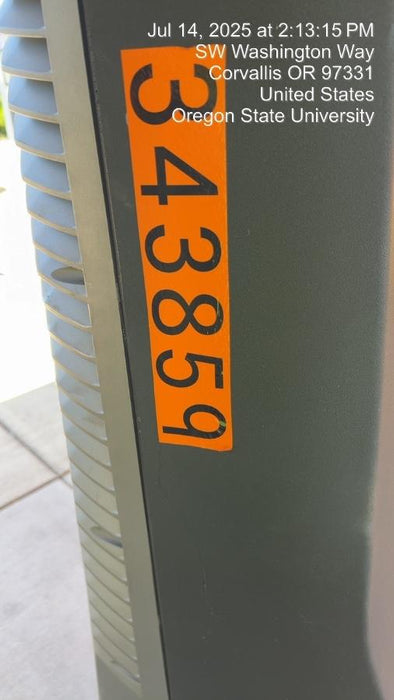 Jul 14, 2025 at 2:13:15 PM
SW Washington Way
Corvallis OR 97331
United States
Oregon State University
343859